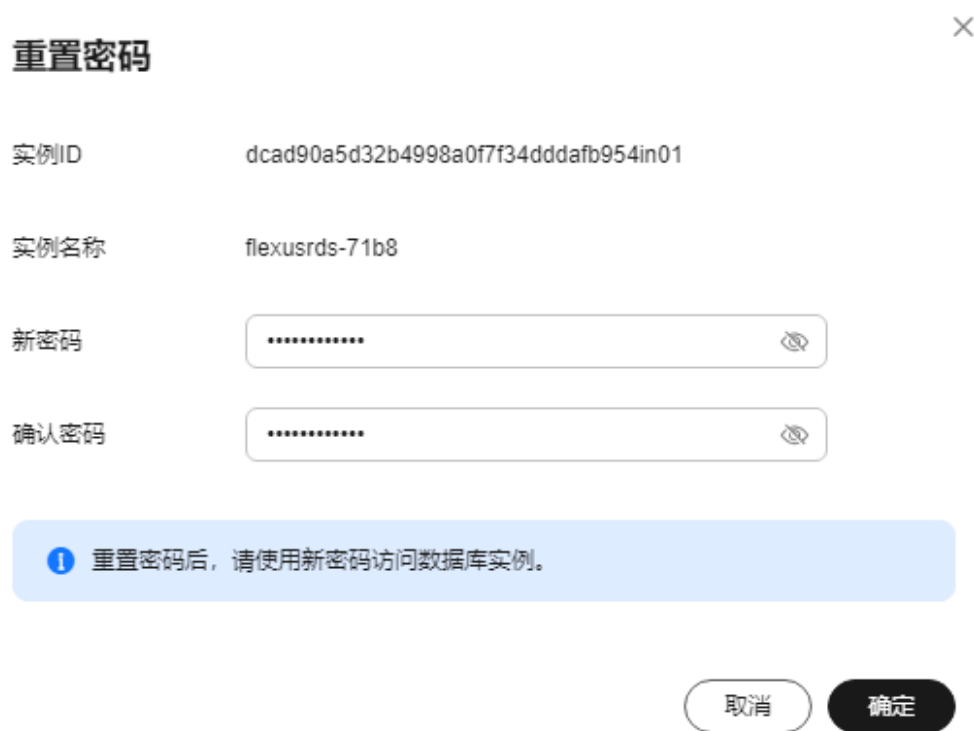 重置密码
实例ID dcad90a5d32b4998a0f7f34dddafb954in01
实例名称 flexusrds-71b8
新密码 ••••••••••••
确认密码 ••••••••••••
重置密码后，请使用新密码访问数据库实例。
取消 确定